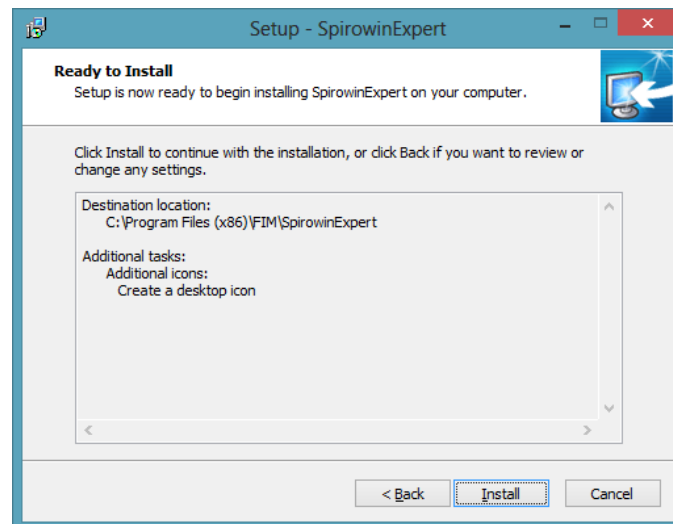 Setup - SpirowinExpert
Ready to Install
Setup is now ready to begin installing SpirowinExpert on your computer.
Click Install to continue with the installation, or click Back if you want to review or
change any settings.
Destination location:
C:\Program Files (x86)\FIM\SpirowinExpert
Additional tasks:
Additional icons:
Create a desktop icon
< Back
Install
Cancel